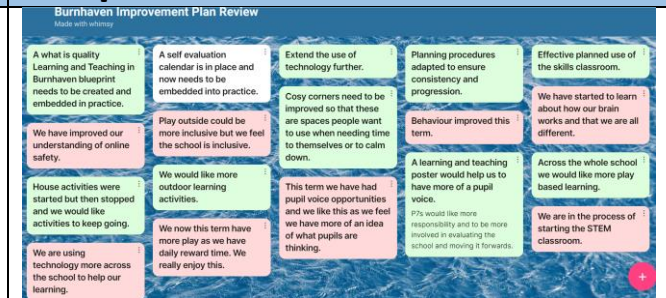 Burnhaven Improvement Plan Review
Made with whimsy
A what is quality
Learning and Teaching in
Burnhaven blueprint
needs to be created and
embedded in practice.
We have improved our
understanding of online
safety.
House activities were
started but then stopped
and we would like
activities to keep going.
We are using
technology more across
the school to help our
learning.
A self evaluation
calendar is in place and
now needs to be
embedded into practice.
Play outside could be
more inclusive but we feel
the school is inclusive.
We would like more
outdoor learning
activities.
We now this term have
more play as we have
daily reward time. We
really enjoy this.
Extend the use of
technology further.
Cosy corners need to be
improved so that these
are spaces people want
to use when needing time
to themselves or to calm
down.
This term we have had
pupil voice opportunities
and we like this as we feel
we have more of an idea
of what pupils are
thinking.
Planning procedures
adapted to ensure
consistency and
progression.
Behaviour improved this
term.
A learning and teaching
poster would help us to
have more of a pupil
voice.
P7s would like more
responsibility and to be more
involved in evaluating the
school and moving it forwards.
Effective planned use of
the skills classroom.
We have started to learn
about how our brain
works and that we are all
different.
Across the whole school
we would like more play
based learning.
We are in the process of
starting the STEM
classroom.